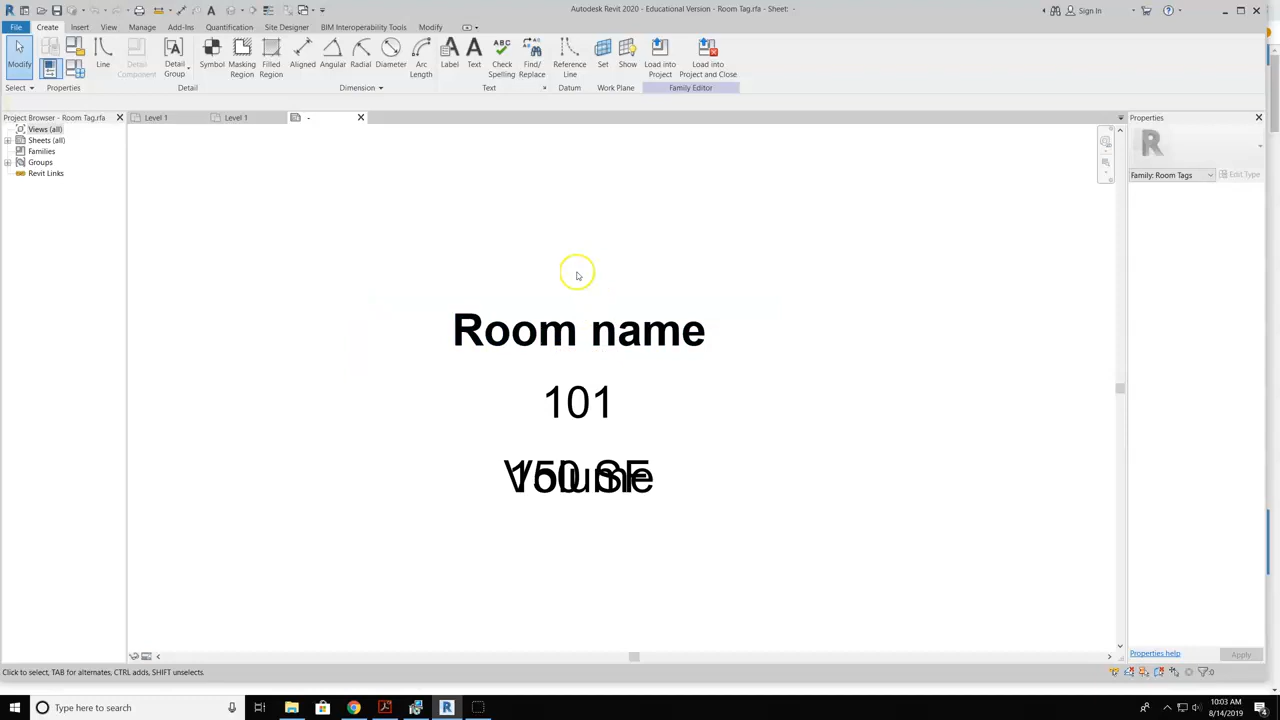 Autodesk Revit 2020 - Educational Version - Room Tag.rfa - Sheet: -
Sign In
File Create Insert View Manage Add-Ins Quantification Site Designer BIM Interoperability Tools Modify
Modify
Line
Detail Component
Detail Group
Symbol
Masking Region
Filled Region
Aligned
Angular
Radial
Diameter
Arc Length
Label
Text
Check Spelling
Find/ Replace
Reference Line
Set
Show
Load into Project
Load into Project and Close
Select Properties Detail Dimension Text Datum Work Plane Family Editor
Project Browser - Room Tag.rfa
Level 1
Level 1
-
Properties
Views (all)
Sheets (all)
Families
Groups
Revit Links
Family: Room Tags
Edit Type
Room name
101
Volume
150 SF
Properties help
Apply
Click to select, TAB for alternates, CTRL adds, SHIFT unselects.
:0
Type here to search
10:03 AM
8/14/2019
4